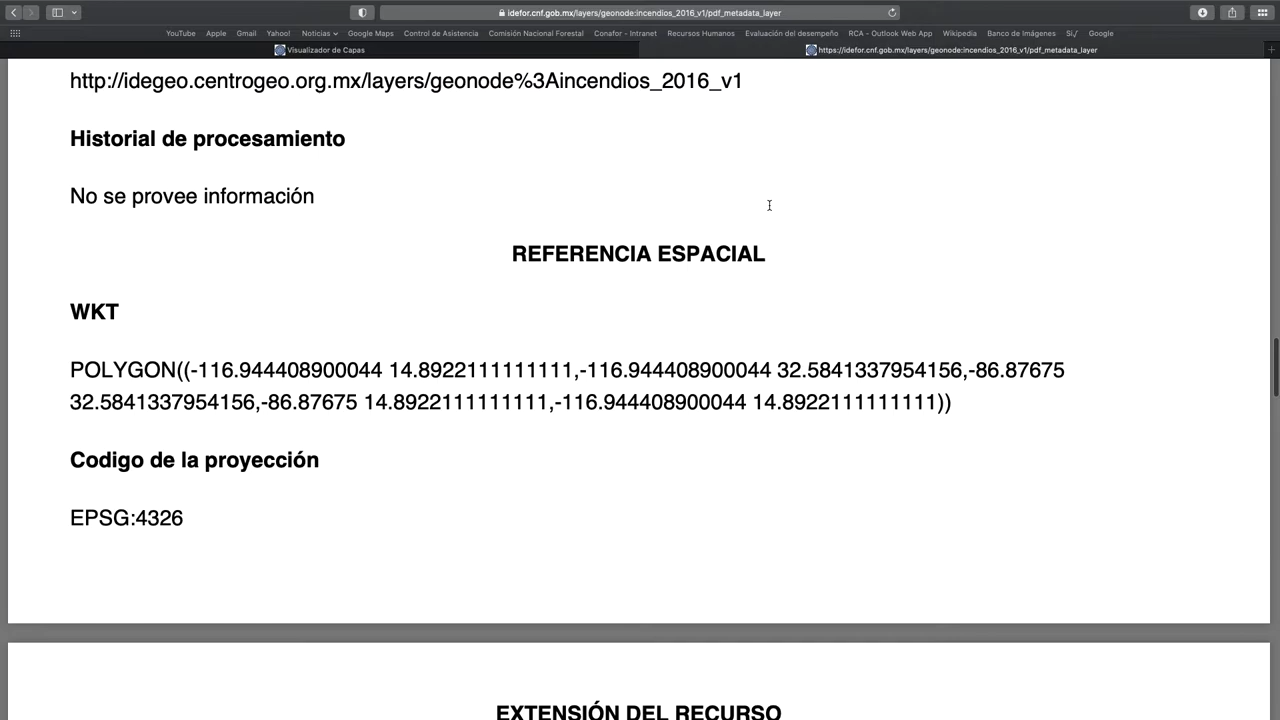 idefor.cnf.gob.mx/layers/geonode:incendios_2016_v1/pdf_metadata_layer
YouTube Apple Gmail Yahoo! Noticias Google Maps Control de Asistencia Comisión Nacional Forestal Conafor - Intranet Recursos Humanos Evaluación del desempeño RCA - Outlook Web App Wikipedia Banco de Imágenes Si,/ Google
Visualizador de Capas https://idefor.cnf.gob.mx/layers/geonode:incendios_2016_v1/pdf_metadata_layer
http://idegeo.centrogeo.org.mx/layers/geonode%3Aincendios_2016_v1
Historial de procesamiento
No se provee información
REFERENCIA ESPACIAL
WKT
POLYGON((-116.944408900044 14.8922111111111,-116.944408900044 32.5841337954156,-86.87675
32.5841337954156,-86.87675 14.8922111111111,-116.944408900044 14.8922111111111))
Codigo de la proyección
EPSG:4326
EXTENSIÓN DEL RECURSO